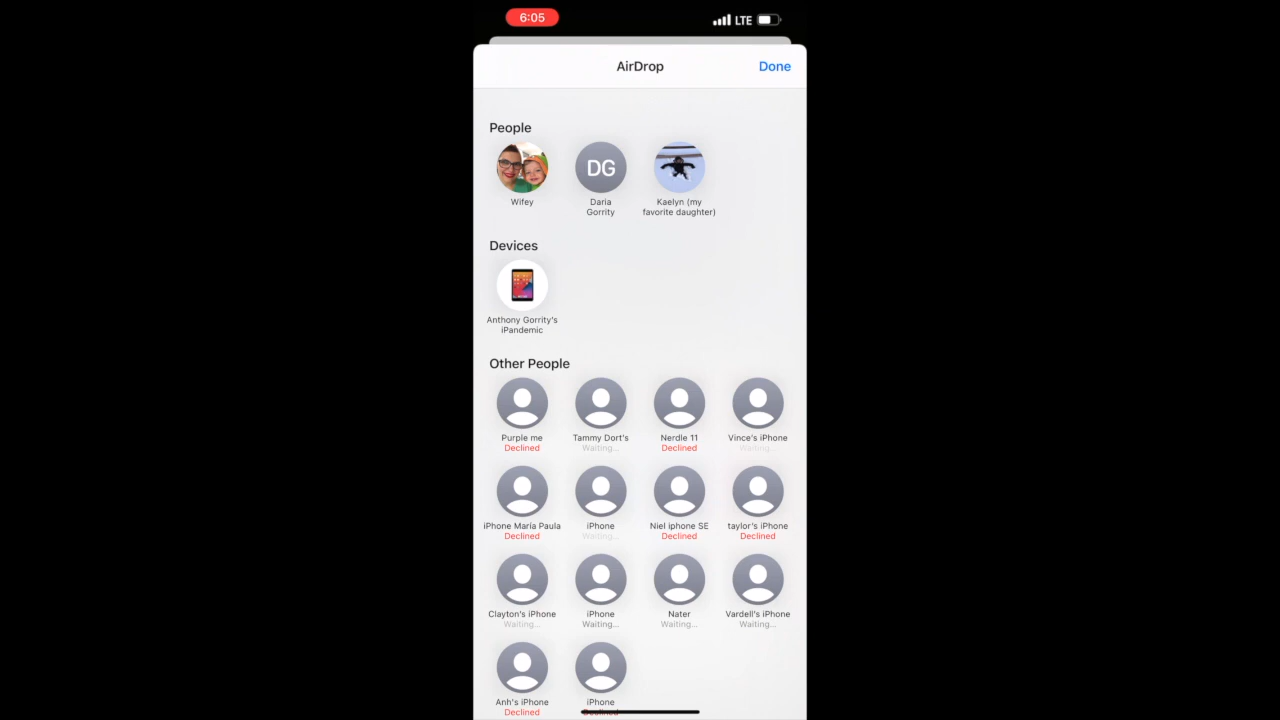 6:05
LTE
AirDrop
Done
People
DG
Wifey
Daria
Gorrity
Kaelyn (my
favorite daughter)
Devices
Anthony Gorrity's
iPandemic
Other People
Purple me
Declined
Tammy Dort's
Waiting...
Nerdle 11
Declined
Vince's iPhone
Waiting...
iPhone María Paula
Declined
iPhone
Waiting...
Niel iphone SE
Declined
taylor's iPhone
Declined
Clayton's iPhone
Waiting...
iPhone
Waiting...
Nater
Waiting...
Vardell's iPhone
Waiting...
Anh's iPhone
Declined
iPhone
Declined